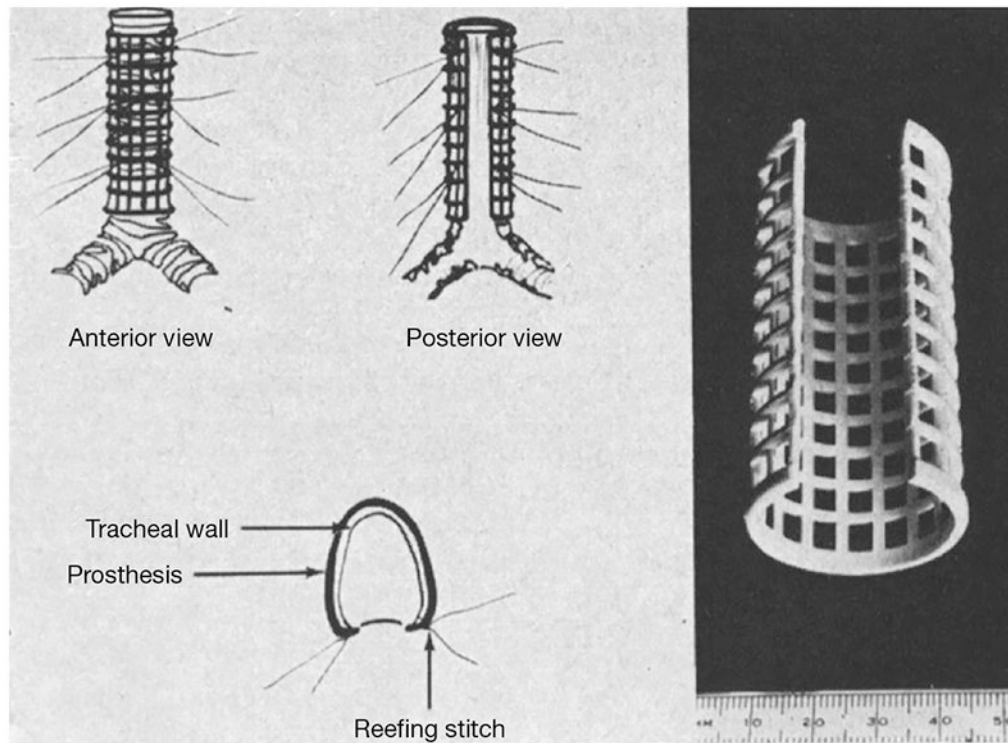 Anterior view
Posterior view
Tracheal wall
Prosthesis
Reefing stitch
10 20 30 40